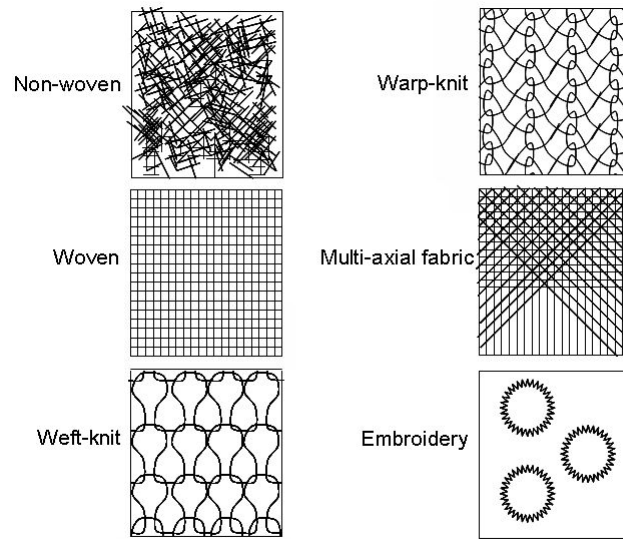 Non-woven
Warp-knit
Woven
Multi-axial fabric
Weft-knit
Embroidery